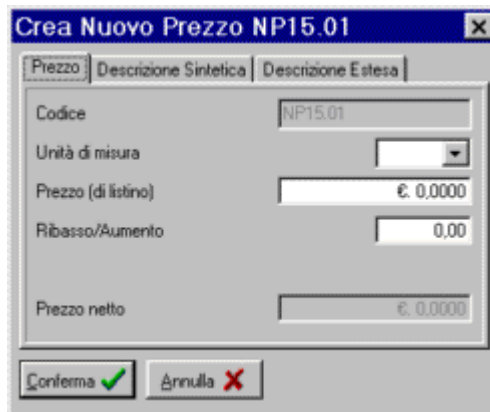 Crea Nuovo Prezzo NP15.01
Prezzo Descrizione Sintetica Descrizione Estesa
Codice NP15.01
Unità di misura
Prezzo (di listino) €. 0,0000
Ribasso/Aumento 0,00
Prezzo netto €. 0,0000
Conferma Annulla